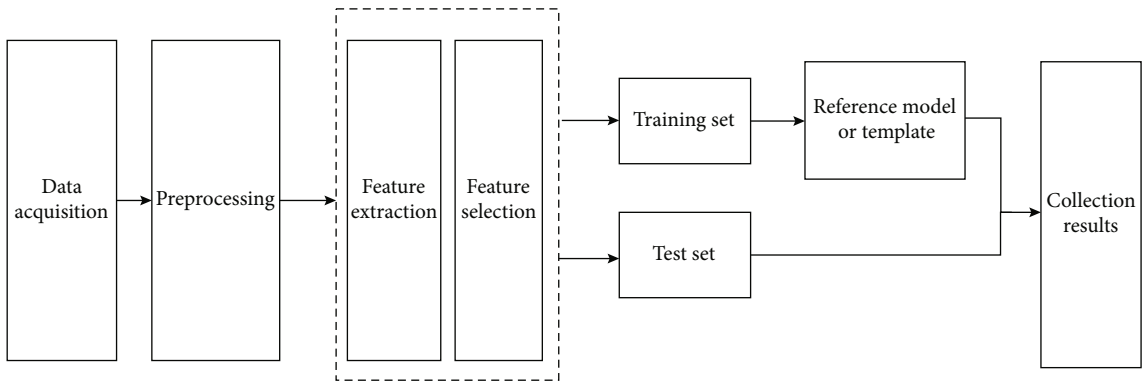 Data
acquisition
Preprocessing
Feature
extraction
Feature
selection
Training set
Reference model
or template
Test set
Collection
results